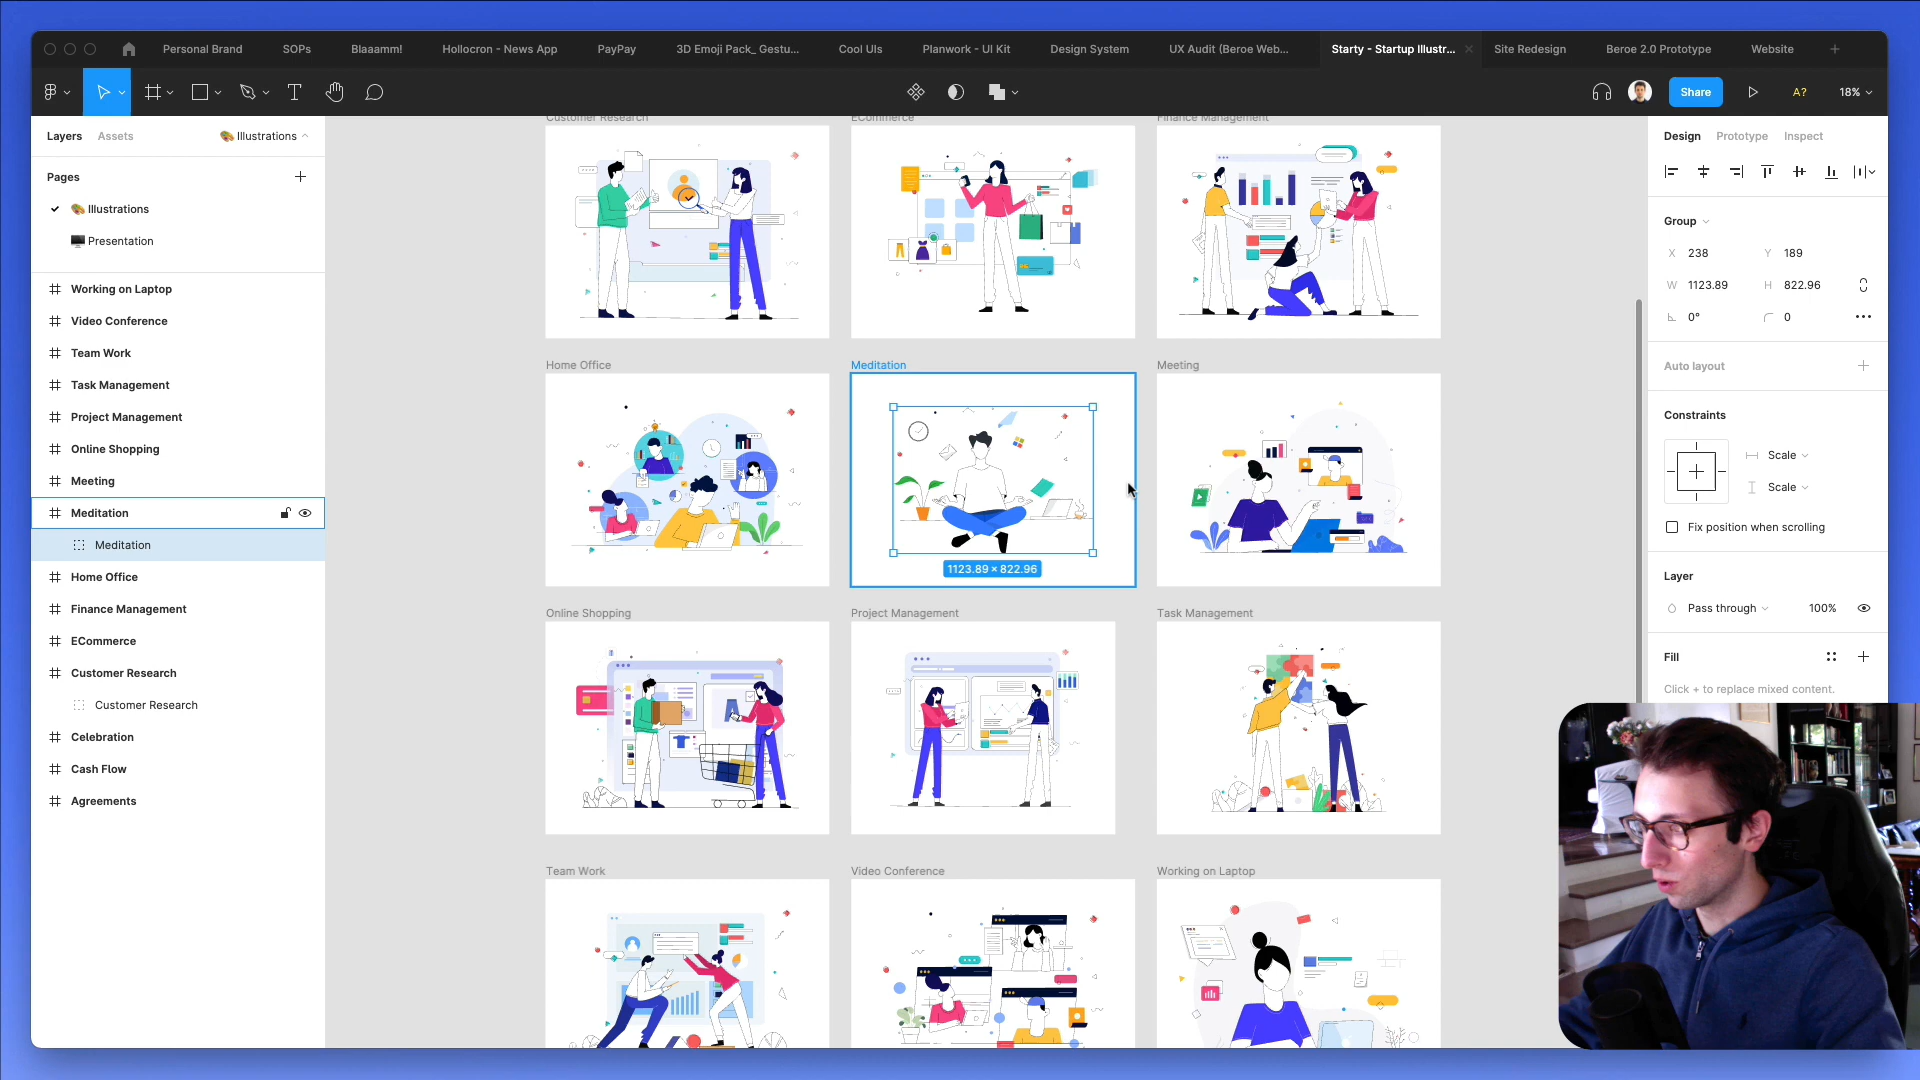 Personal Brand
SOPs
Blaaamm!
Hollocron - News App
PayPay
3D Emoji Pack_ Gestu...
Cool UIs
Planwork - UI Kit
Design System
UX Audit (Beroe Web...
Starty - Startup Illustr...
Site Redesign
Beroe 2.0 Prototype
Website
Share
A?
18%
Layers
Assets
Illustrations
Pages
Illustrations
Presentation
Working on Laptop
Video Conference
Team Work
Task Management
Project Management
Online Shopping
Meeting
Meditation
Meditation
Home Office
Finance Management
ECommerce
Customer Research
Customer Research
Celebration
Cash Flow
Agreements
Customer Research
ECommerce
Finance Management
Home Office
Meditation
Meeting
1123.89 × 822.96
Online Shopping
Project Management
Task Management
Team Work
Video Conference
Working on Laptop
Design
Prototype
Inspect
Group
X 238
Y 189
W 1123.89
H 822.96
0°
0
Auto layout
Constraints
Scale
Scale
Fix position when scrolling
Layer
Pass through
100%
Fill
Click + to replace mixed content.